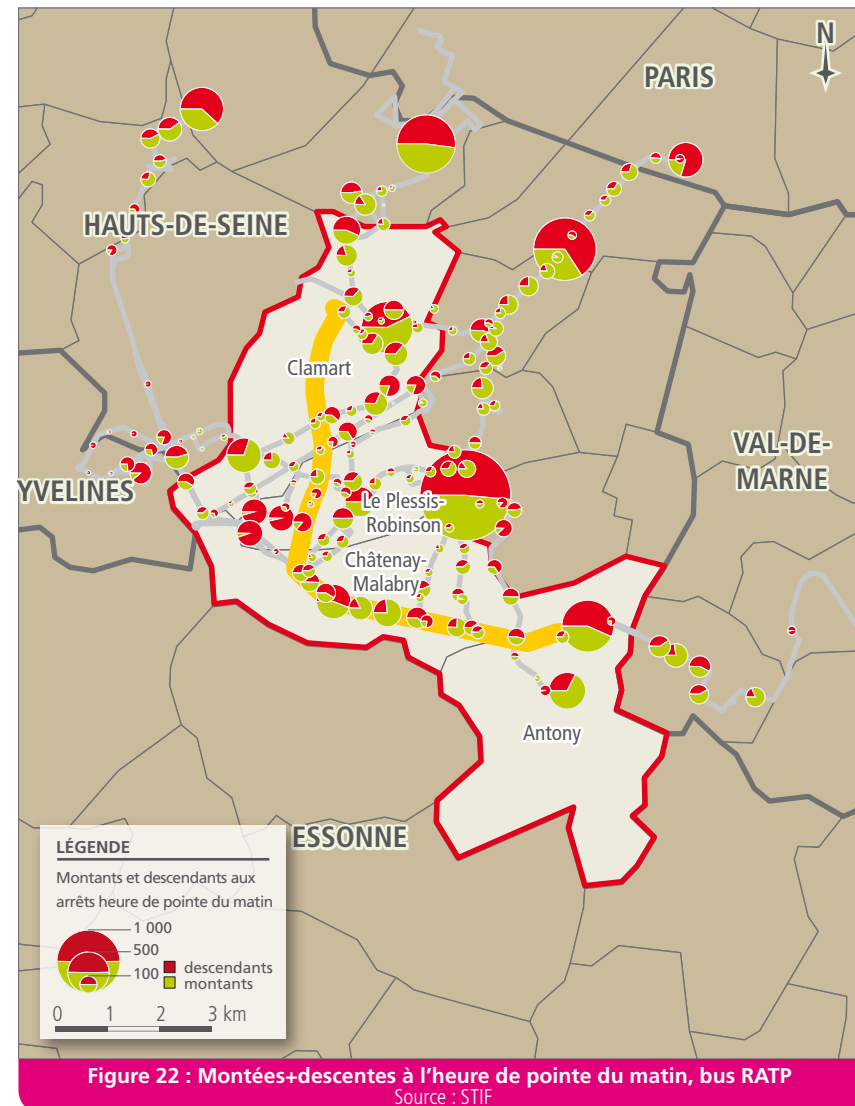 N
PARIS
HAUTS-DE-SEINE
Clamart
VAL-DE-
MARNE
YVELINES
Le Plessis-
Robinson
Châtenay-
Malabry
Antony
ESSONNE
LÉGENDE
Montants et descendants aux
arrêts heure de pointe du matin
1 000
500
100
descendants
montants
0 1 2 3 km
Figure 22 : Montées+descentes à l'heure de pointe du matin, bus RATP
Source : STIF